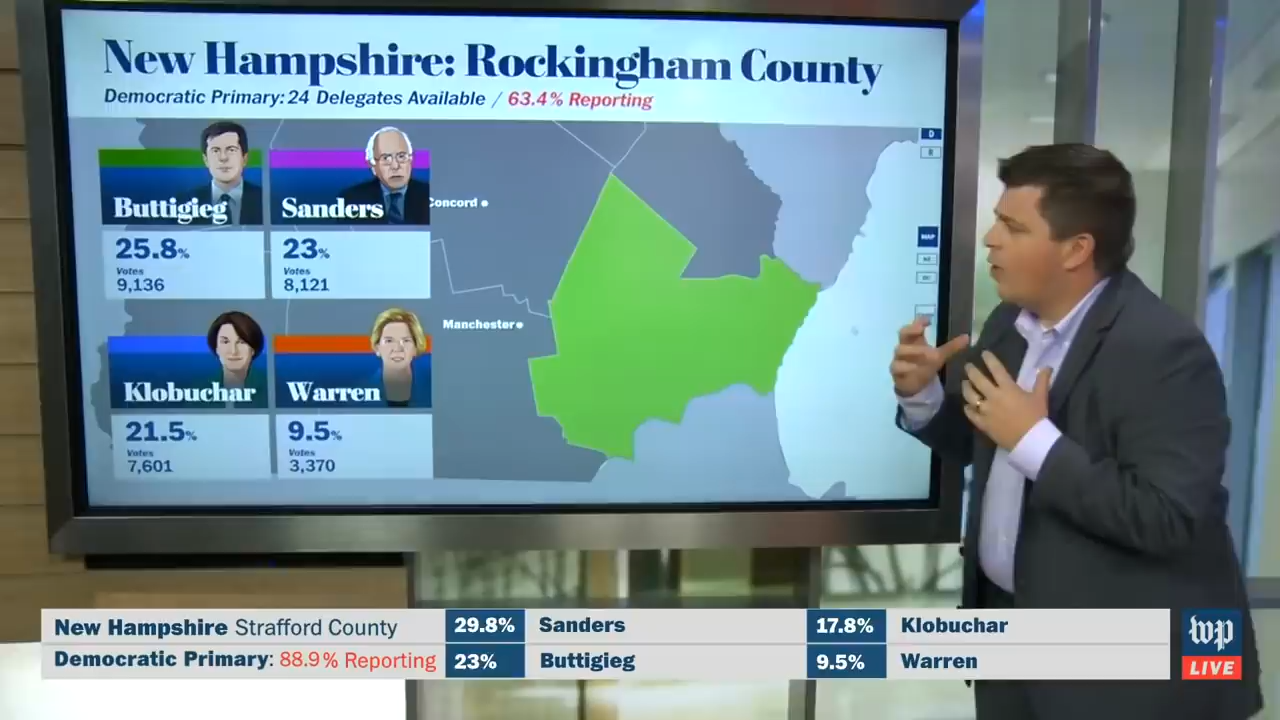 New Hampshire: Rockingham County
Democratic Primary: 24 Delegates Available / 63.4% Reporting
D
R
Buttigieg
Sanders
25.8%
Votes
9,136
23%
Votes
8,121
Concord
MAP
Manchester
Klobuchar
Warren
21.5%
Votes
7,601
9.5%
Votes
3,370
New Hampshire Strafford County
29.8% Sanders
17.8% Klobuchar
Democratic Primary: 88.9% Reporting
23% Buttigieg
9.5% Warren
wp
LIVE